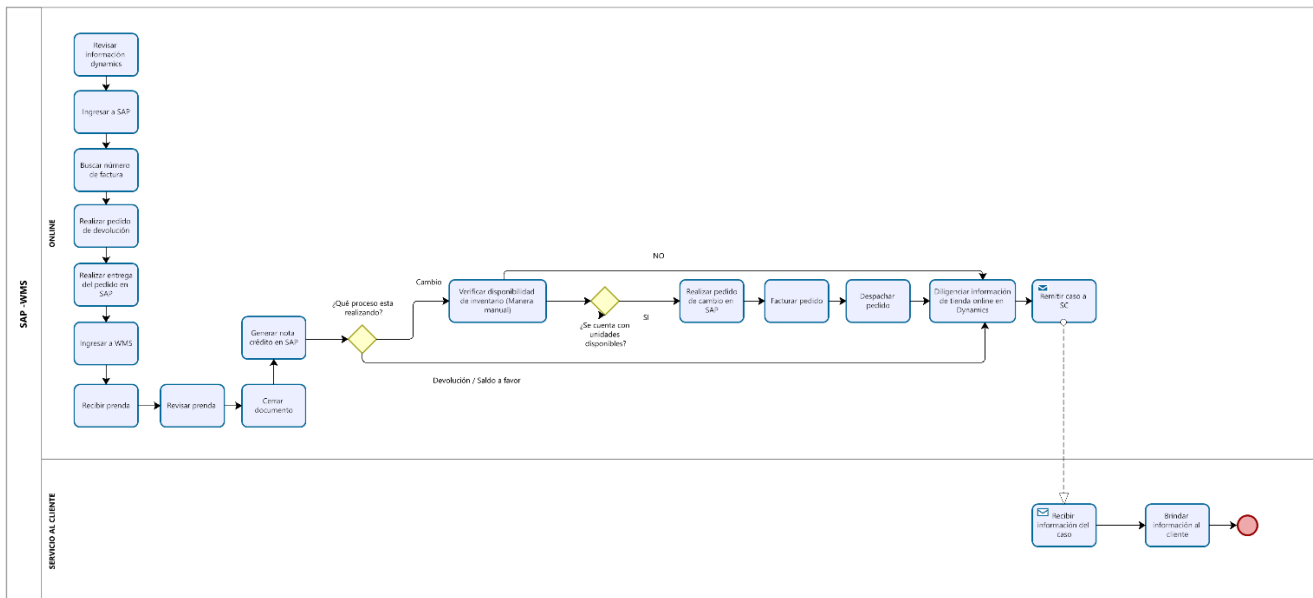 SAP -WMS
ONLINE
Revisar
información
dynamics
Ingresar a SAP
Buscar número
de factura
Realizar pedido
de devolución
Realizar entrega
del pedido en
SAP
Ingresar a WMS
Recibir prenda
Revisar prenda
Cerrar
documento
Generar nota
crédito en SAP
¿Qué proceso esta
realizando?
Cambio
Verificar disponibilidad
de inventario (Manera
manual)
NO
¿Se cuenta con
unidades
disponibles?
SI
Realizar pedido
de cambio en
SAP
Facturar pedido
Despachar
pedido
Diligenciar información
de tienda online en
Dynamics
Remitir caso a
SC
Devolución / Saldo a favor
SERVICIO AL CLIENTE
Recibir
información del
caso
Brindar
información al
cliente